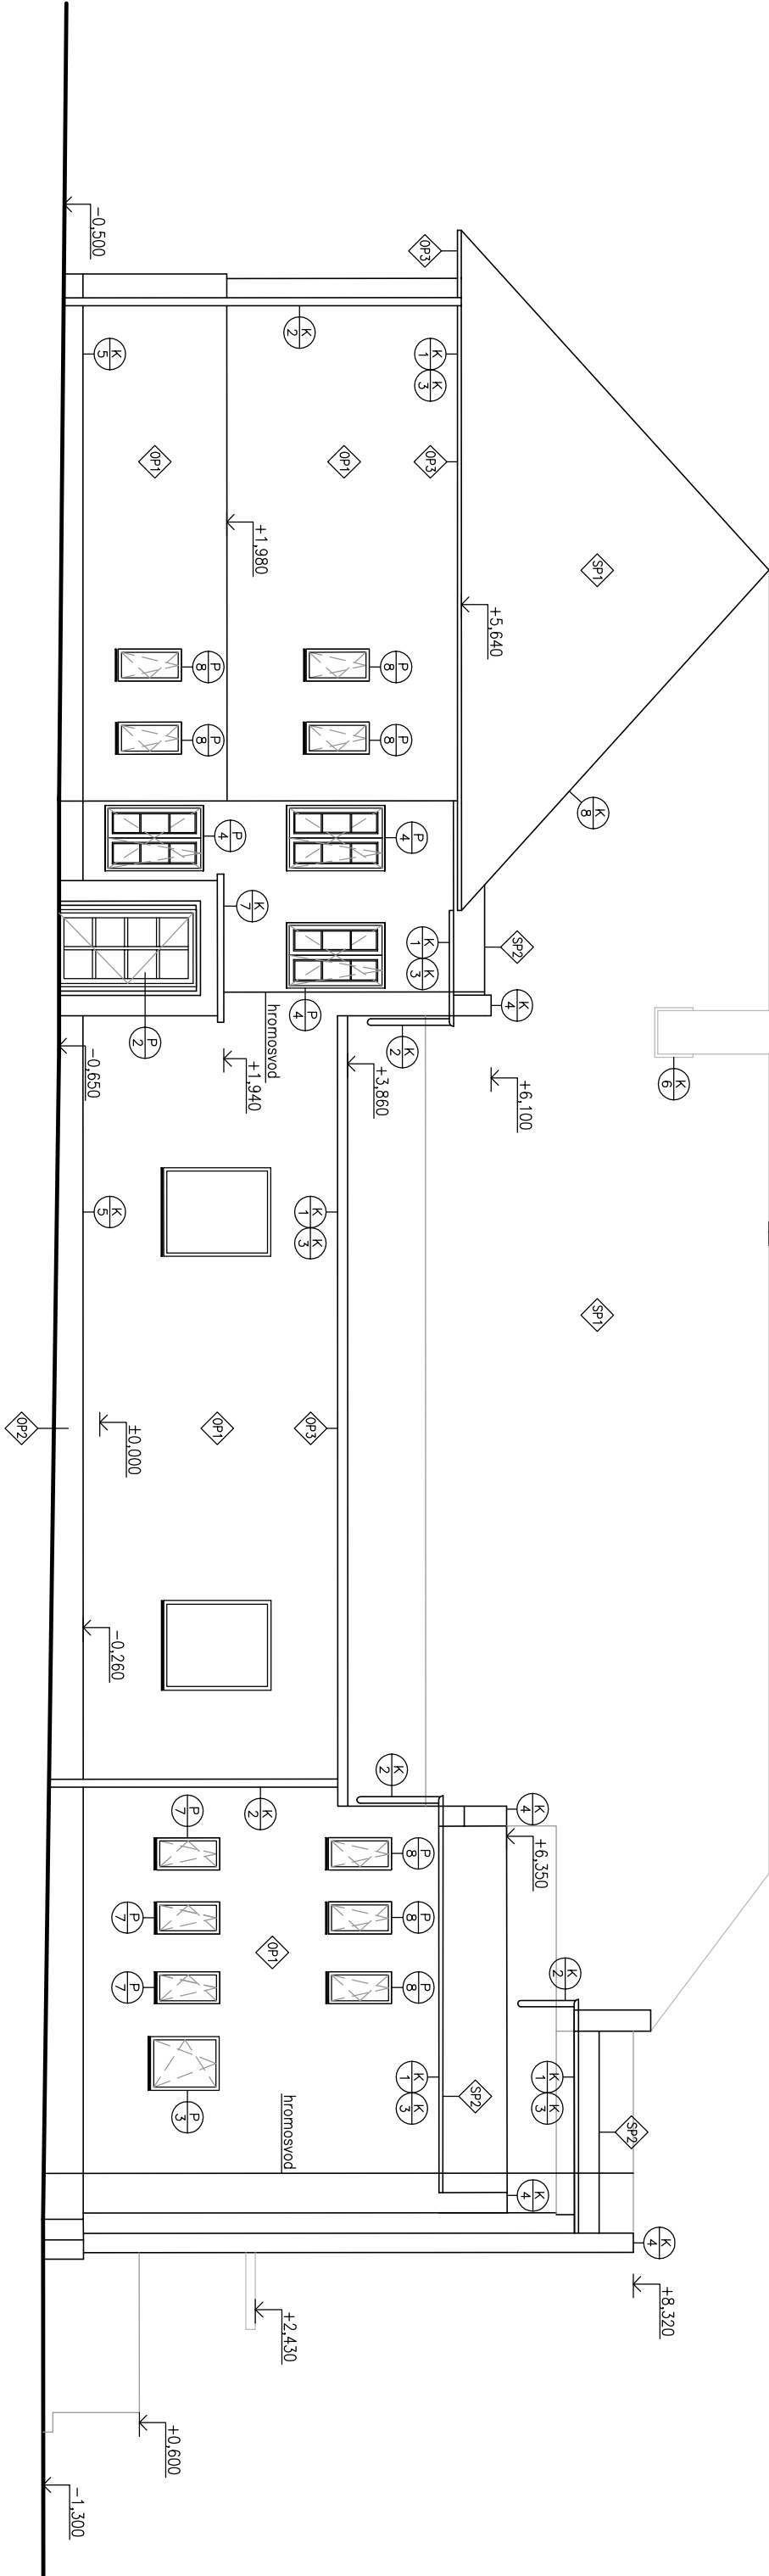 K
6
+8,320
K
4
SP2
SP1
K
8
SP1
K
2
K
1
K
3
+6,350
K
4
K
4
+6,100
SP2
K
4
+5,640
SP2
OP3
K
1
K
3
OP3
K
1
K
3
P
8
P
8
P
8
K
1
K
3
P
4
K
2
P
8
P
8
K
2
+3,860
OP1
K
1
K
3
OP3
P
4
K
2
hromosvod
+2,430
hromosvod
OP1
+1,980
K
7
+1,940
K
2
P
4
OP1
P
8
P
8
P
7
P
3
+0,600
OP1
P
2
±0,000
P
7
P
7
-0,260
K
5
K
5
-0,500
-0,650
-1,300
OP2